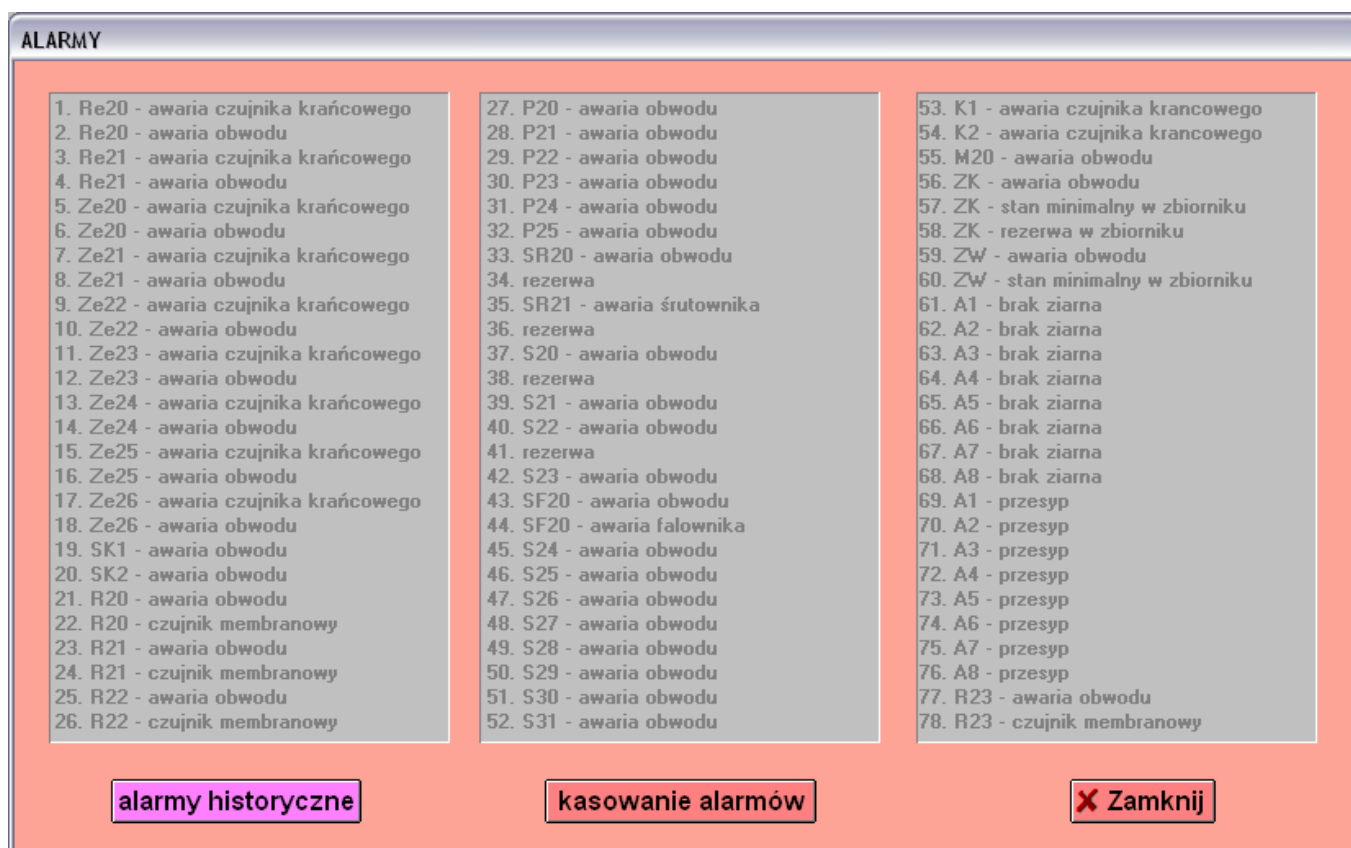 ALARMY
1. Re20 - awaria czujnika krańcowego
2. Re20 - awaria obwodu
3. Re21 - awaria czujnika krańcowego
4. Re21 - awaria obwodu
5. Ze20 - awaria czujnika krańcowego
6. Ze20 - awaria obwodu
7. Ze21 - awaria czujnika krańcowego
8. Ze21 - awaria obwodu
9. Ze22 - awaria czujnika krańcowego
10. Ze22 - awaria obwodu
11. Ze23 - awaria czujnika krańcowego
12. Ze23 - awaria obwodu
13. Ze24 - awaria czujnika krańcowego
14. Ze24 - awaria obwodu
15. Ze25 - awaria czujnika krańcowego
16. Ze25 - awaria obwodu
17. Ze26 - awaria czujnika krańcowego
18. Ze26 - awaria obwodu
19. SK1 - awaria obwodu
20. SK2 - awaria obwodu
21. R20 - awaria obwodu
22. R20 - czujnik membranowy
23. R21 - awaria obwodu
24. R21 - czujnik membranowy
25. R22 - awaria obwodu
26. R22 - czujnik membranowy
27. P20 - awaria obwodu
28. P21 - awaria obwodu
29. P22 - awaria obwodu
30. P23 - awaria obwodu
31. P24 - awaria obwodu
32. P25 - awaria obwodu
33. SR20 - awaria obwodu
34. rezerwa
35. SR21 - awaria śrutownika
36. rezerwa
37. S20 - awaria obwodu
38. rezerwa
39. S21 - awaria obwodu
40. S22 - awaria obwodu
41. rezerwa
42. S23 - awaria obwodu
43. SF20 - awaria obwodu
44. SF20 - awaria falownika
45. S24 - awaria obwodu
46. S25 - awaria obwodu
47. S26 - awaria obwodu
48. S27 - awaria obwodu
49. S28 - awaria obwodu
50. S29 - awaria obwodu
51. S30 - awaria obwodu
52. S31 - awaria obwodu
53. K1 - awaria czujnika krancowego
54. K2 - awaria czujnika krancowego
55. M20 - awaria obwodu
56. ZK - awaria obwodu
57. ZK - stan minimalny w zbiorniku
58. ZK - rezerwa w zbiorniku
59. ZW - awaria obwodu
60. ZW - stan minimalny w zbiorniku
61. A1 - brak ziarna
62. A2 - brak ziarna
63. A3 - brak ziarna
64. A4 - brak ziarna
65. A5 - brak ziarna
66. A6 - brak ziarna
67. A7 - brak ziarna
68. A8 - brak ziarna
69. A1 - przesyp
70. A2 - przesyp
71. A3 - przesyp
72. A4 - przesyp
73. A5 - przesyp
74. A6 - przesyp
75. A7 - przesyp
76. A8 - przesyp
77. R23 - awaria obwodu
78. R23 - czujnik membranowy
alarmy historyczne
kasowanie alarmów
Zamknij